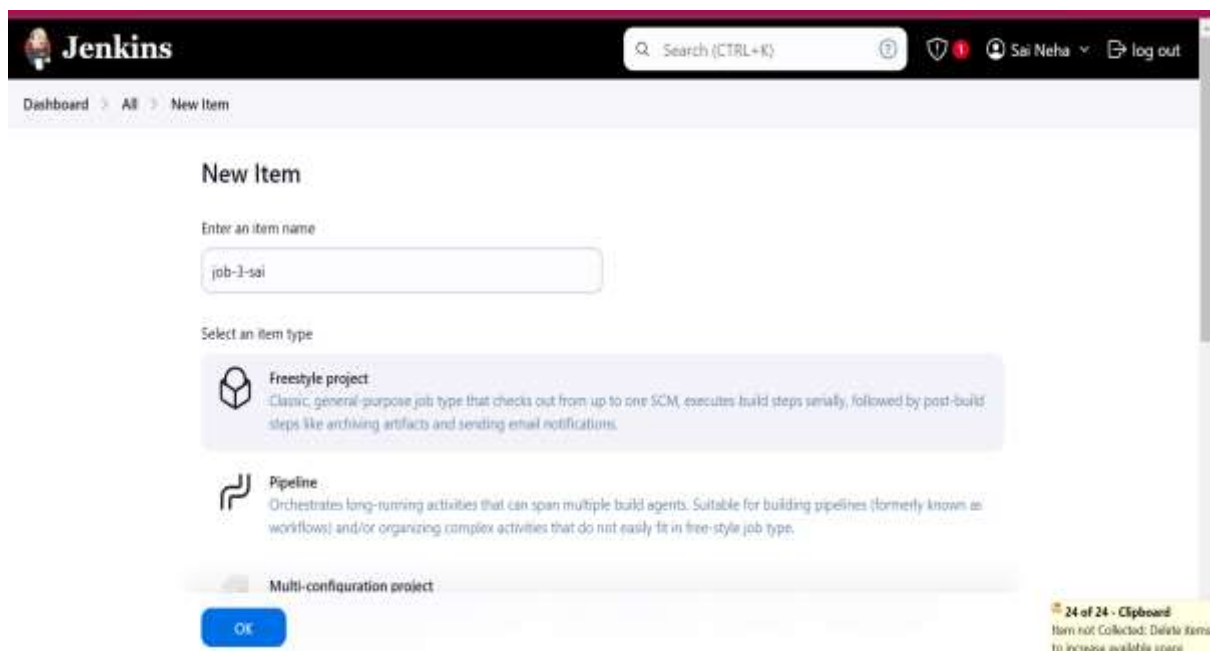 Jenkins
Search (CTRL+K)
1
Sai Neha
log out
Dashboard > All > New Item
New Item
Enter an item name
job-3-sai
Select an item type
Freestyle project
Classic, general-purpose job type that checks out from up to one SCM, executes build steps serially, followed by post-build
steps like archiving artifacts and sending email notifications.
Pipeline
Orchestrates long-running activities that can span multiple build agents. Suitable for building pipelines (formerly known as
workflows) and/or organizing complex activities that do not easily fit in free-style job type.
Multi-configuration project
OK
24 of 24 - Clipboard
Item not Collected: Delete items
to increase available space